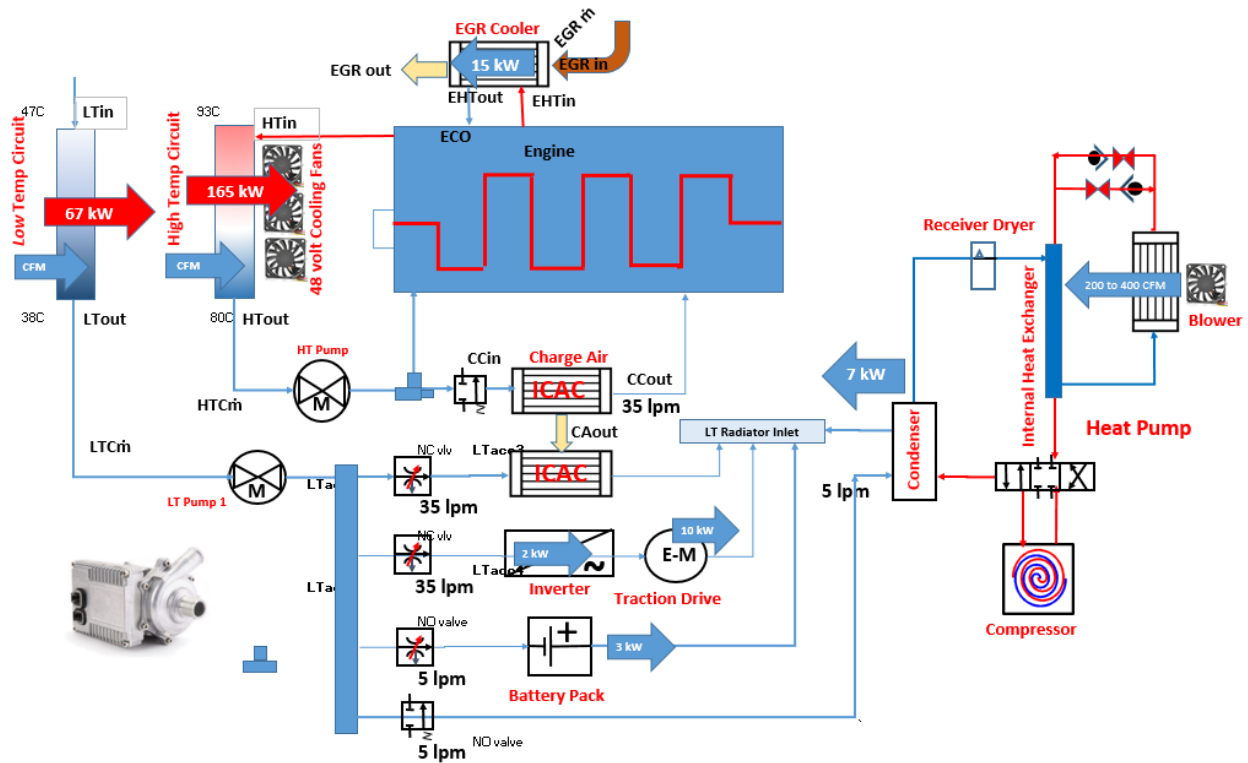 EGR Cooler
EGR ṁ
EGR in
15 kW
EGR out
EHTout
EHTin
47C
LTin
93C
HTin
ECO
Engine
Low Temp Circuit
67 kW
CFM
High Temp Circuit
165 kW
CFM
48 volt Cooling Fans
38C
LTout
80C
HTout
Receiver Dryer
Internal Heat Exchanger
200 to 400 CFM
Blower
HT Pump
M
HTCṁ
CCin
Charge Air
ICAC
CCout
35 lpm
7 kW
Heat Pump
CAout
LT Radiator Inlet
Condenser
LTCṁ
LT Pump 1
M
NC vlv
35 lpm
ICAC
5 lpm
NC vlv
35 lpm
2 kW
Inverter
10 kW
E-M
Traction Drive
Compressor
NO valve
5 lpm
3 kW
Battery Pack
NO valve
5 lpm